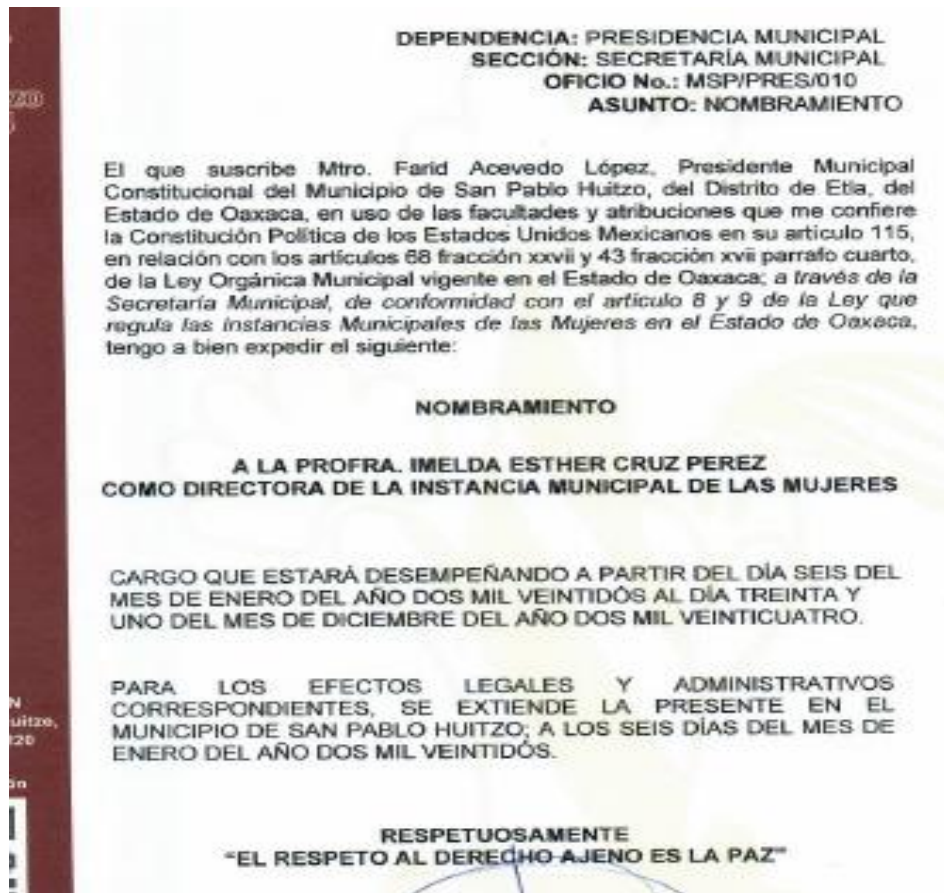 DEPENDENCIA: PRESIDENCIA MUNICIPAL
SECCIÓN: SECRETARÍA MUNICIPAL
OFICIO No.: MSP/PRES/010
ASUNTO: NOMBRAMIENTO
El que suscribe Mtro. Farid Acevedo López, Presidente Municipal
Constitucional del Municipio de San Pablo Huitzo, del Distrito de Etla, del
Estado de Oaxaca, en uso de las facultades y atribuciones que me confiere
la Constitución Política de los Estados Unidos Mexicanos en su artículo 115,
en relación con los artículos 68 fracción xxvii y 43 fracción xvii parrafo cuarto,
de la Ley Orgánica Municipal vigente en el Estado de Oaxaca; a través de la
Secretaría Municipal, de conformidad con el artículo 8 y 9 de la Ley que
regula las Instancias Municipales de las Mujeres en el Estado de Oaxaca,
tengo a bien expedir el siguiente:
NOMBRAMIENTO
A LA PROFRA. IMELDA ESTHER CRUZ PEREZ
COMO DIRECTORA DE LA INSTANCIA MUNICIPAL DE LAS MUJERES
CARGO QUE ESTARÁ DESEMPEÑANDO A PARTIR DEL DÍA SEIS DEL
MES DE ENERO DEL AÑO DOS MIL VEINTIDÓS AL DÍA TREINTA Y
UNO DEL MES DE DICIEMBRE DEL AÑO DOS MIL VEINTICUATRO.
PARA LOS EFECTOS LEGALES Y ADMINISTRATIVOS
CORRESPONDIENTES, SE EXTIENDE LA PRESENTE EN EL
MUNICIPIO DE SAN PABLO HUITZO; A LOS SEIS DÍAS DEL MES DE
ENERO DEL AÑO DOS MIL VEINTIDÓS.
RESPETUOSAMENTE
"EL RESPETO AL DERECHO AJENO ES LA PAZ"